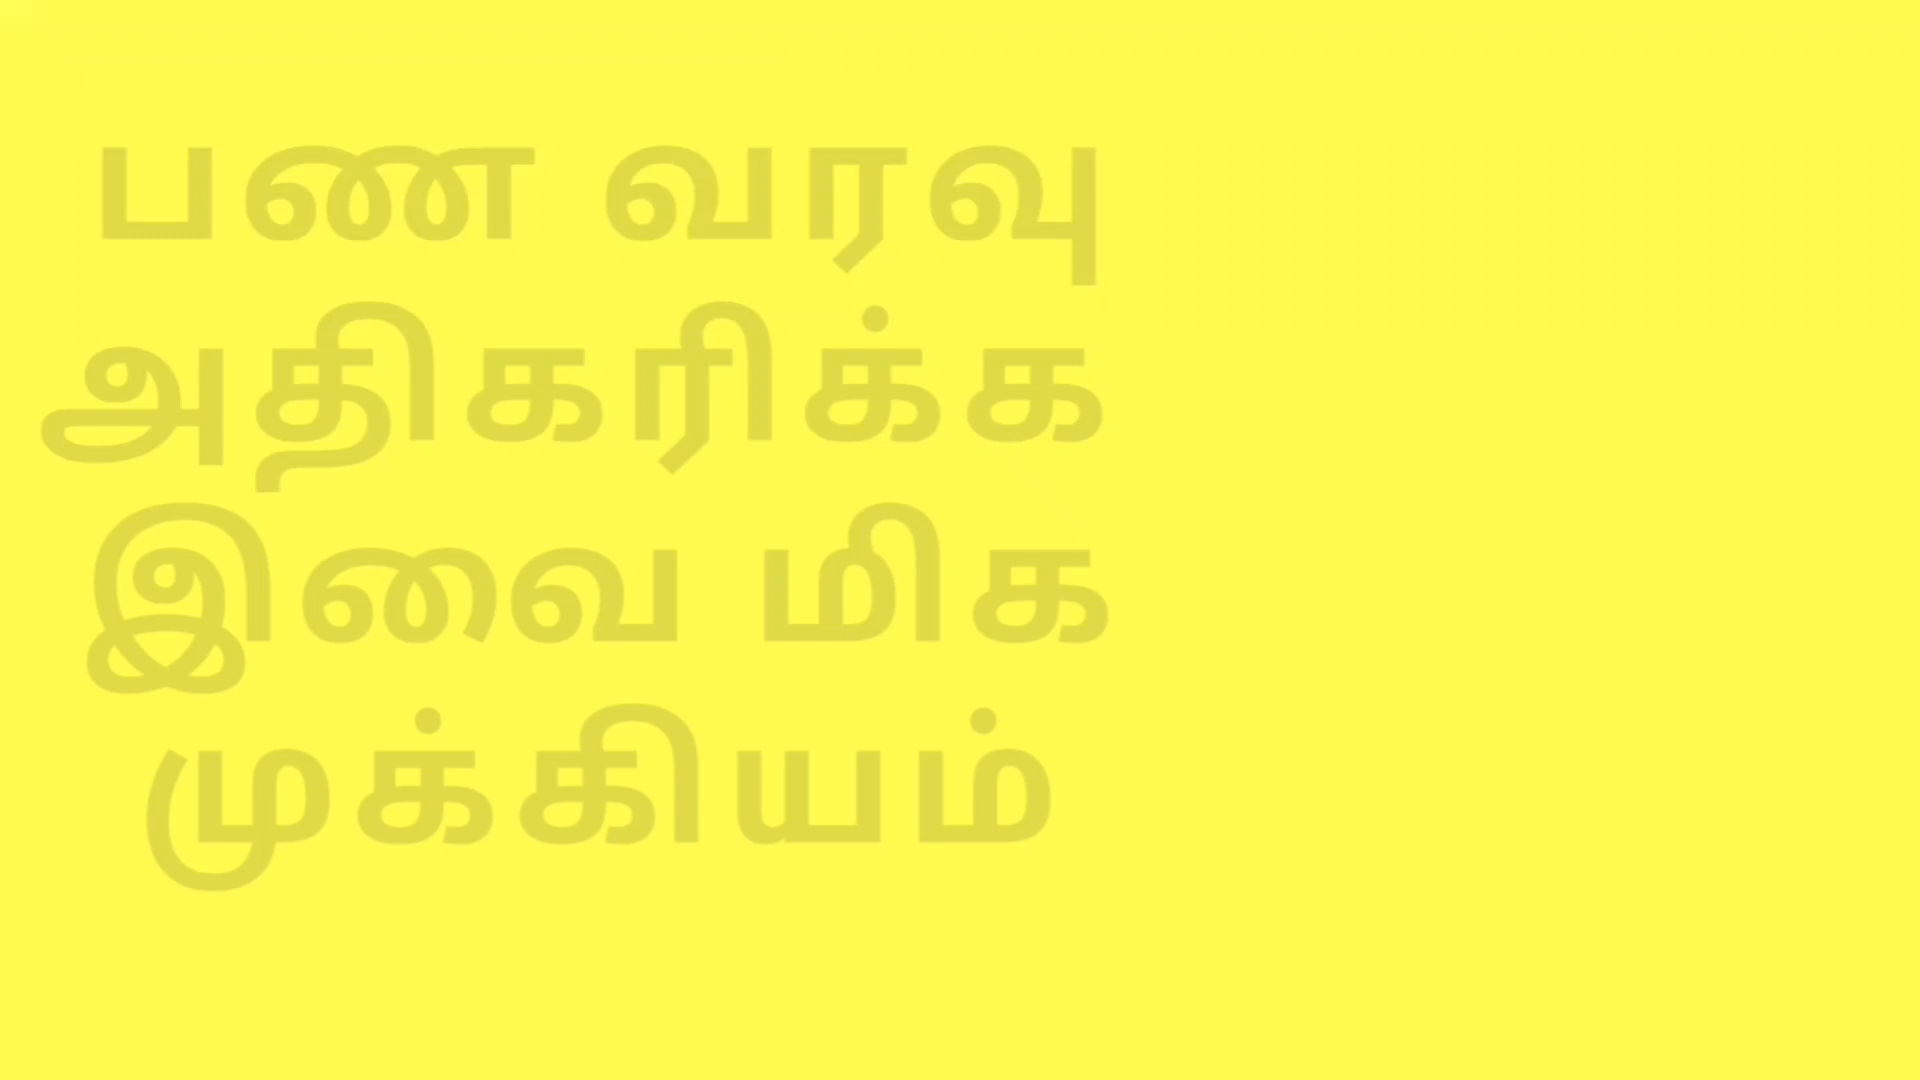 பண வரவு
அதிகரிக்க
இவை மிக
முக்கியம்